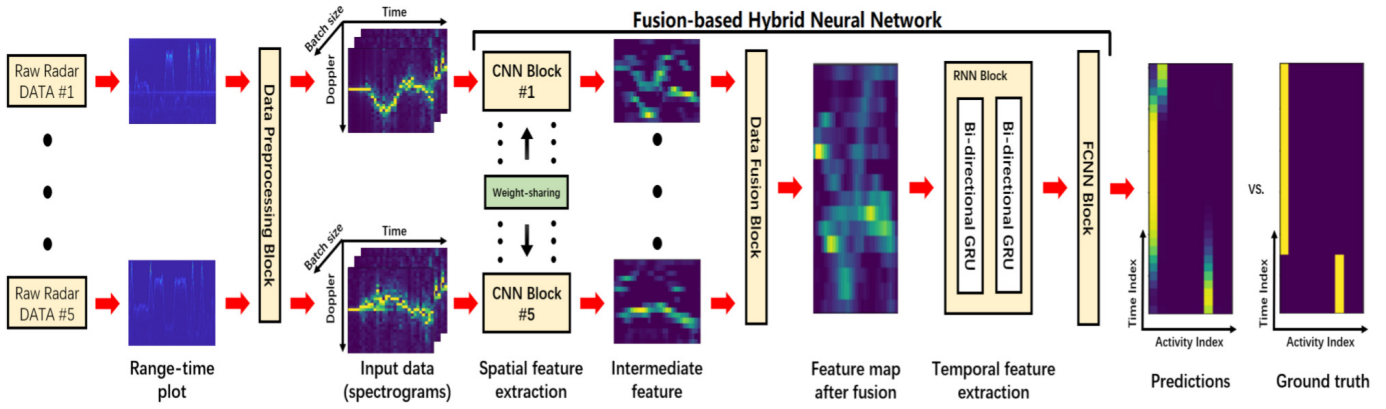 Fusion-based Hybrid Neural Network
Batch size
Time
Doppler
Raw Radar
DATA #1
Data Preprocessing Block
CNN Block
#1
Weight-sharing
Data Fusion Block
RNN Block
Bi-directional GRU
Bi-directional GRU
FCNN Block
VS.
Batch size
Time
Doppler
Raw Radar
DATA #5
CNN Block
#5
Time Index
Activity Index
Time Index
Activity Index
Range-time
plot
Input data
(spectrograms)
Spatial feature
extraction
Intermediate
feature
Feature map
after fusion
Temporal feature
extraction
Predictions
Ground truth